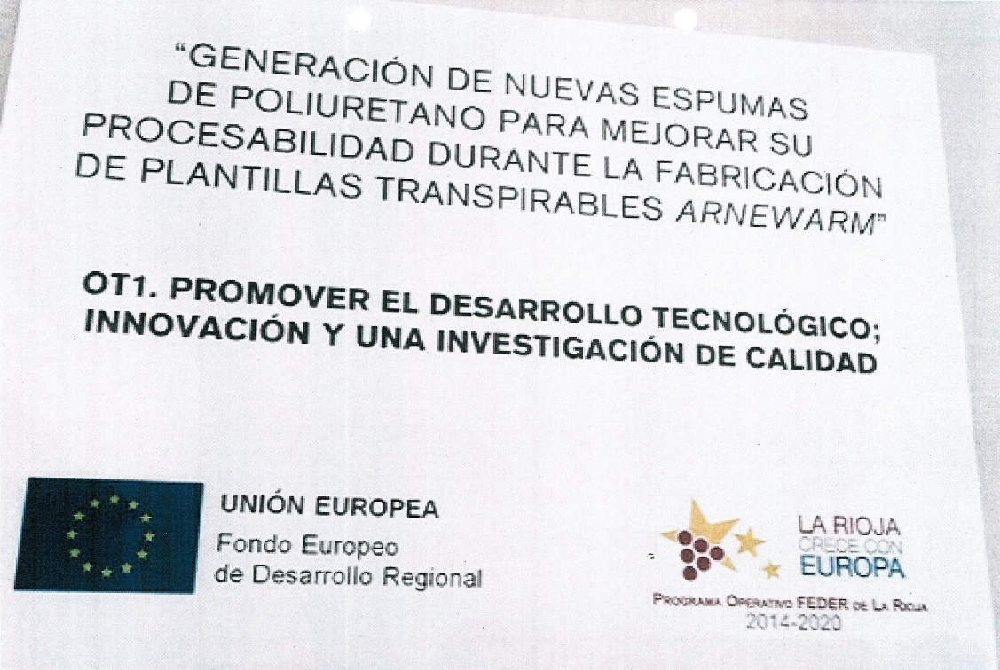 “GENERACIÓN DE NUEVAS ESPUMAS
DE POLIURETANO PARA MEJORAR SU
PROCESABILIDAD DURANTE LA FABRICACIÓN
DE PLANTILLAS TRANSPIRABLES ARNEWARM”
OT1. PROMOVER EL DESARROLLO TECNOLÓGICO;
INNOVACIÓN Y UNA INVESTIGACIÓN DE CALIDAD
UNIÓN EUROPEA
Fondo Europeo
de Desarrollo Regional
LA RIOJA
CRECE CON
EUROPA
PROGRAMA OPERATIVO FEDER DE LA RIOJA
2014-2020